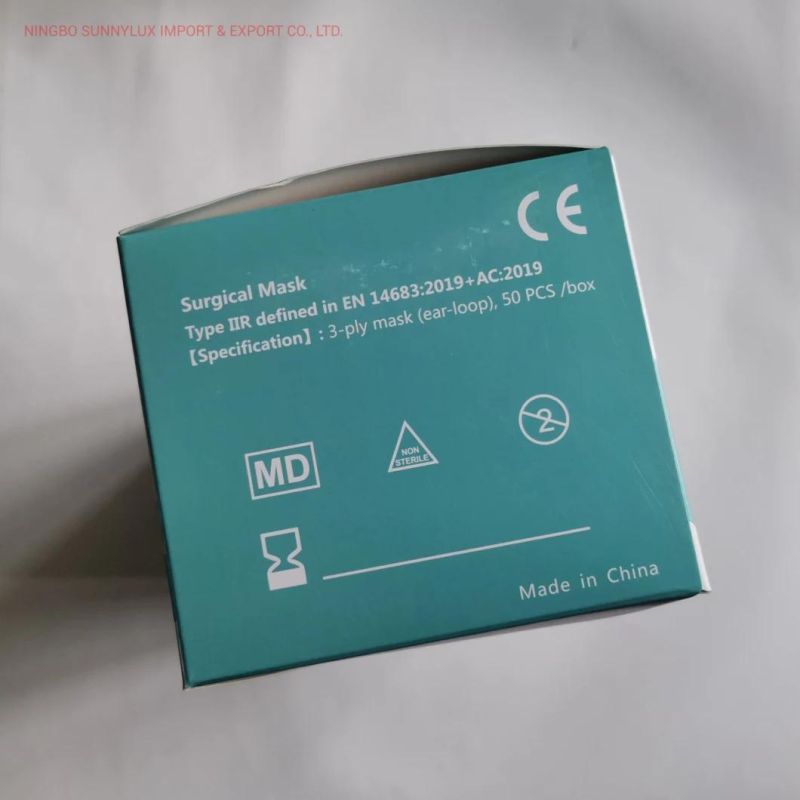 NINGBO SUNNYLUX IMPORT & EXPORT CO., LTD.
CE
Surgical Mask
Type IIR defined in EN 14683:2019+AC:2019
【Specification】: 3-ply mask (ear-loop), 50 PCS /box
MD
NON
STERILE
2
Made in China